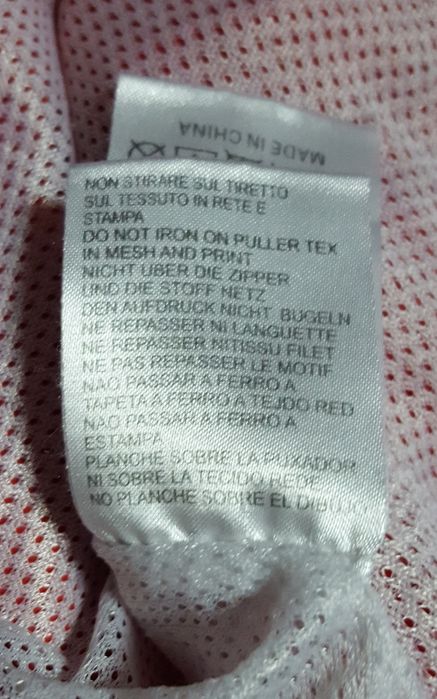 MADE IN CHINA
NON STIRARE SUL TIRETTO
SUL TESSUTO IN RETE E
STAMPA
DO NOT IRON ON PULLER TEX
IN MESH AND PRINT
NICHT UBER DIE ZIPPER
UND DIE STOFF NETZ
DEN AUFDRUCK NICHT BUGELN
NE REPASSER NI LANGUETTE
NE REPASSER NITISSU FILET
NE PAS REPASSER LE MOTIF
NAO PASSAR A FERRO A
TAPETA A FERRO A TEJIDO RED
NAO PASSAR A FERRO A
ESTAMPA
PLANCHE SOBRE LA PUXADOR
NI SOBRE LA TECIDO REDE
NO PLANCHE SOBRE EL